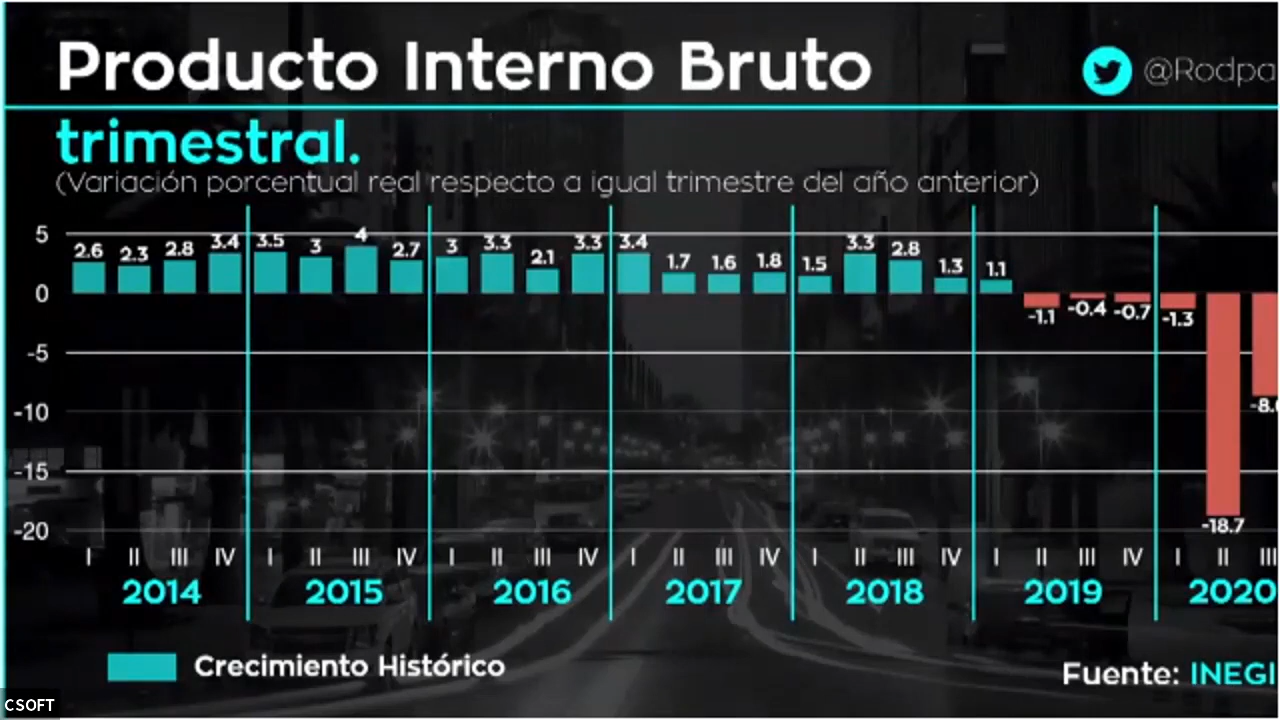 Producto Interno Bruto
@Rodpa
trimestral.
(Variación porcentual real respecto a igual trimestre del año anterior)
5
0
-5
-10
-15
-20
2.6 2.3 2.8 3.4 3.5 3 4 2.7 3 3.3 2.1 3.3 3.4 1.7 1.6 1.8 1.5 3.3 2.8 1.3 1.1 -1.1 -0.4 -0.7 -1.3 -18.7
I II III IV I II III IV I II III IV I II III IV I II III IV I II III IV I II III
2014 2015 2016 2017 2018 2019 2020
Crecimiento Histórico
Fuente: INEGI
CSOFT